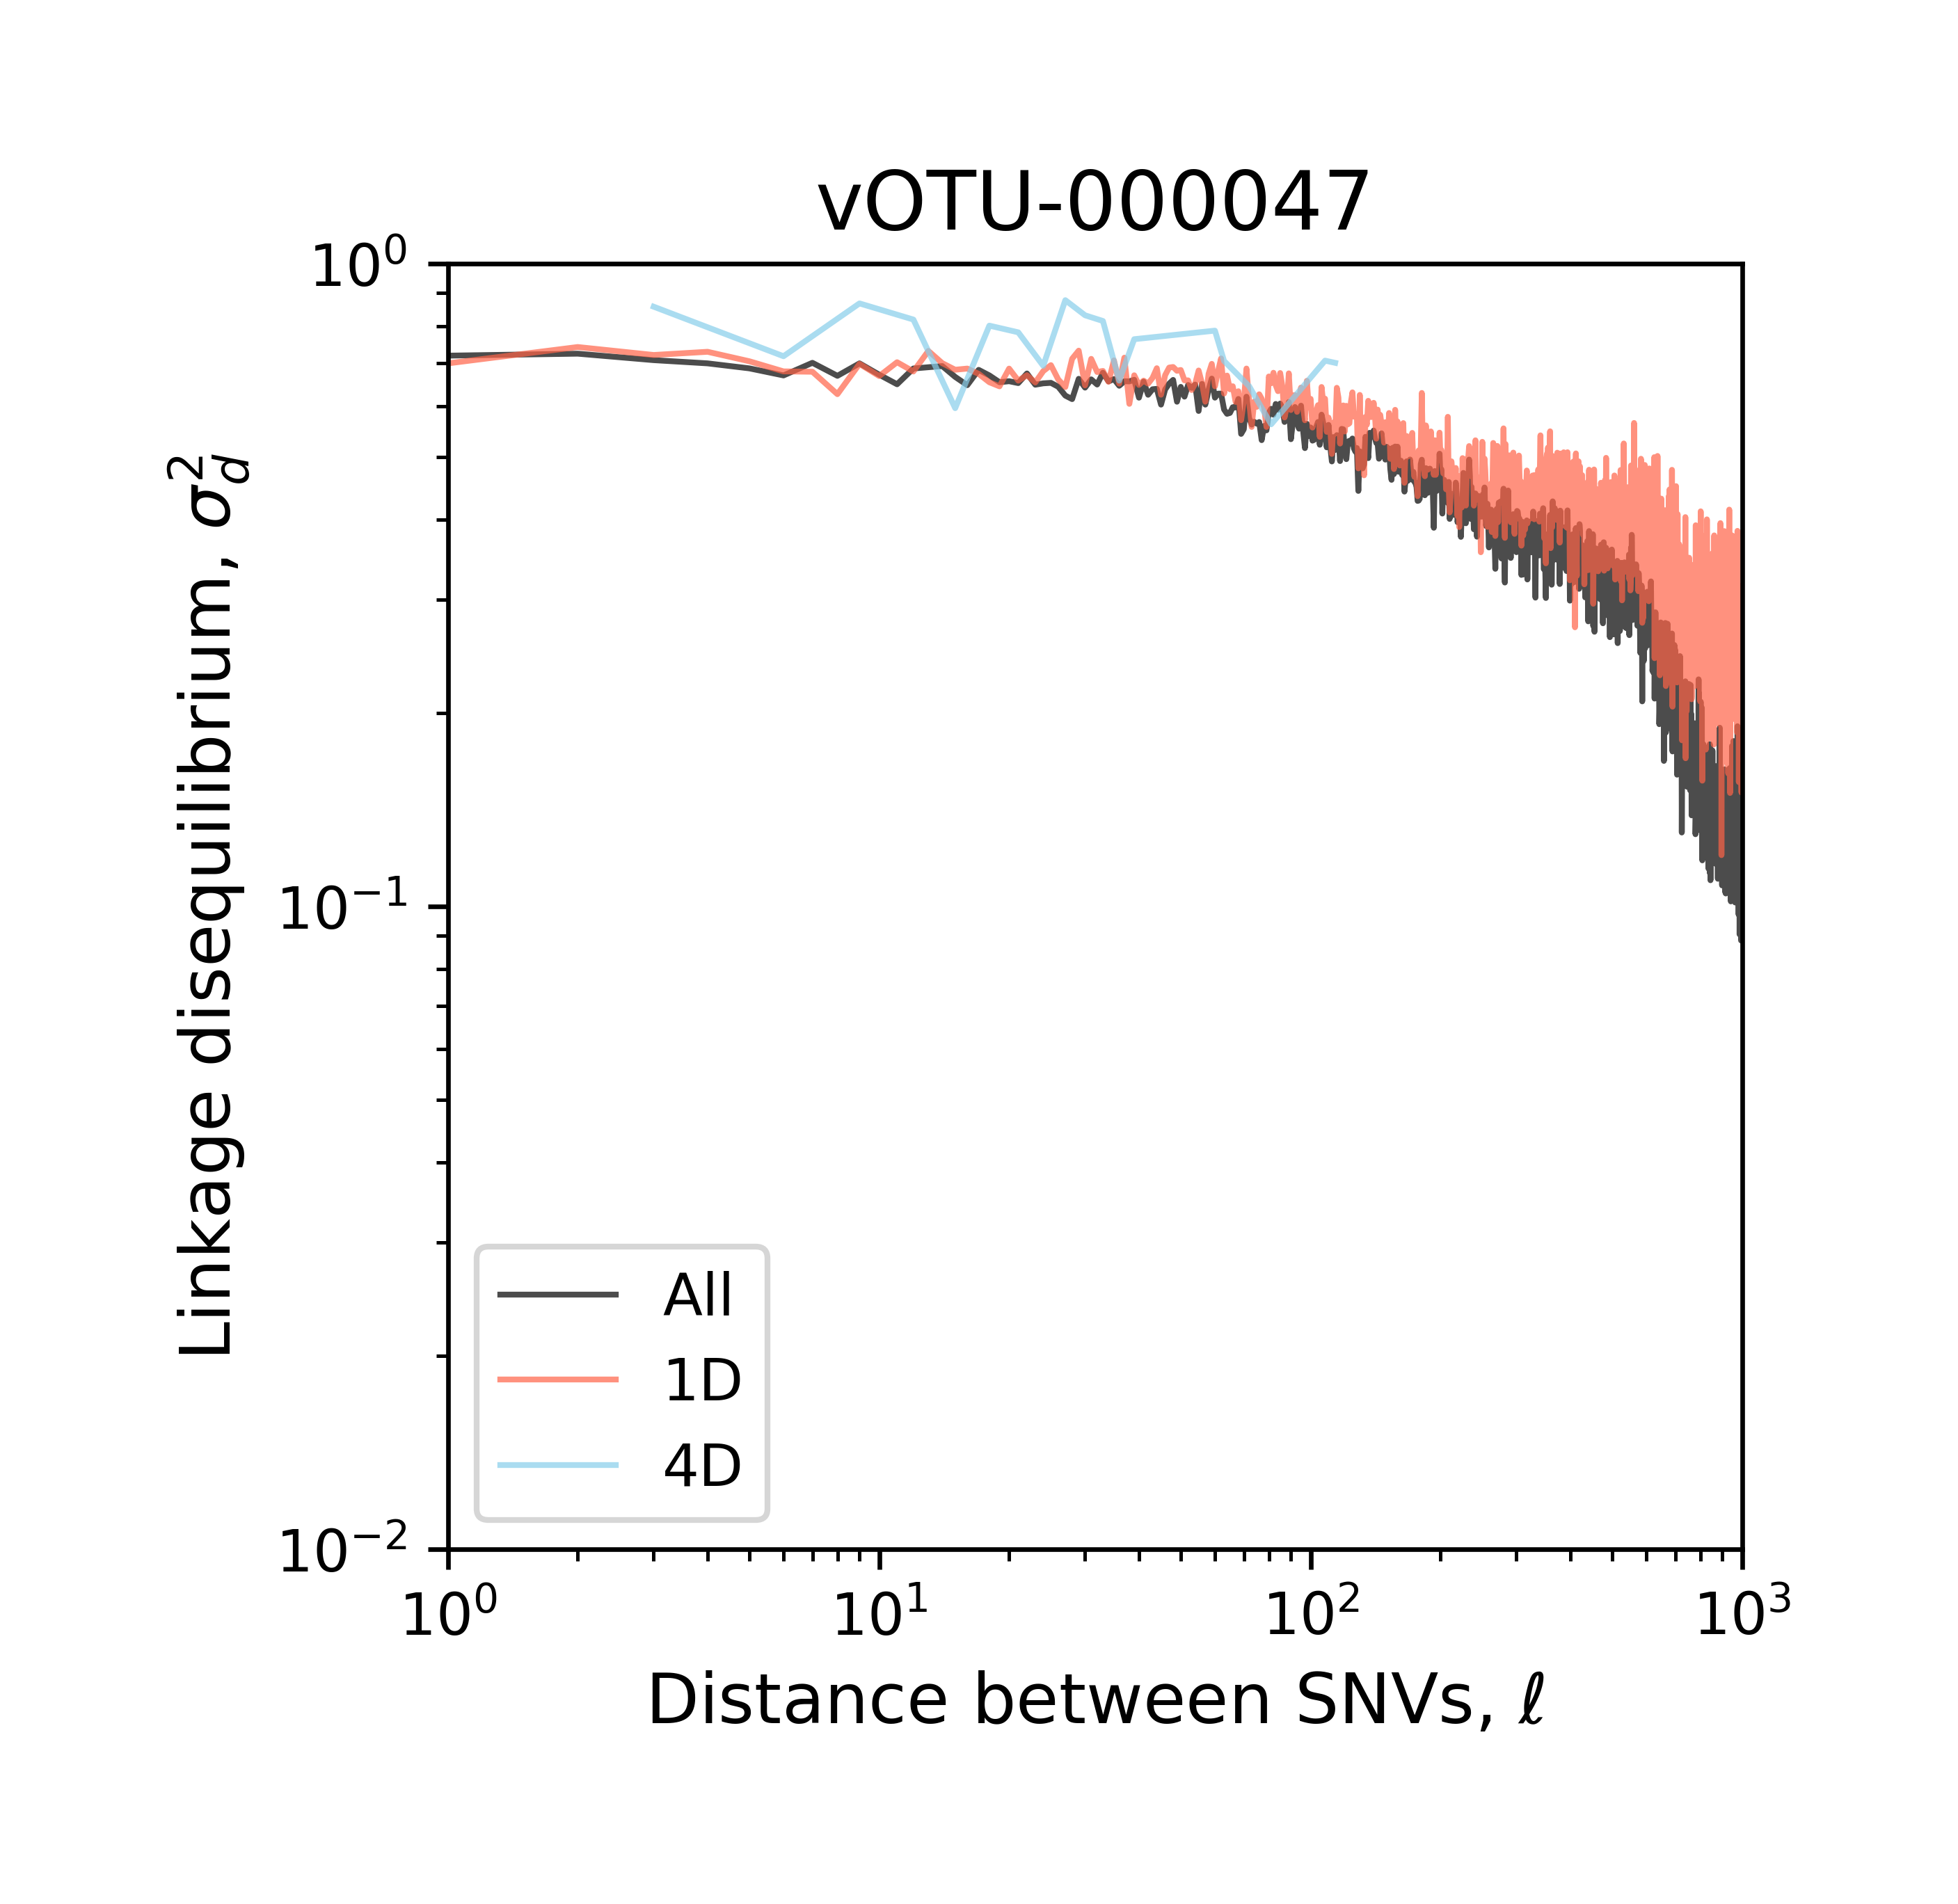 vOTU-000047
Linkage disequilibrium, σ_d^2
10^0
10^−1
10^−2
10^0 10^1 10^2 10^3
Distance between SNVs, ℓ
All
1D
4D